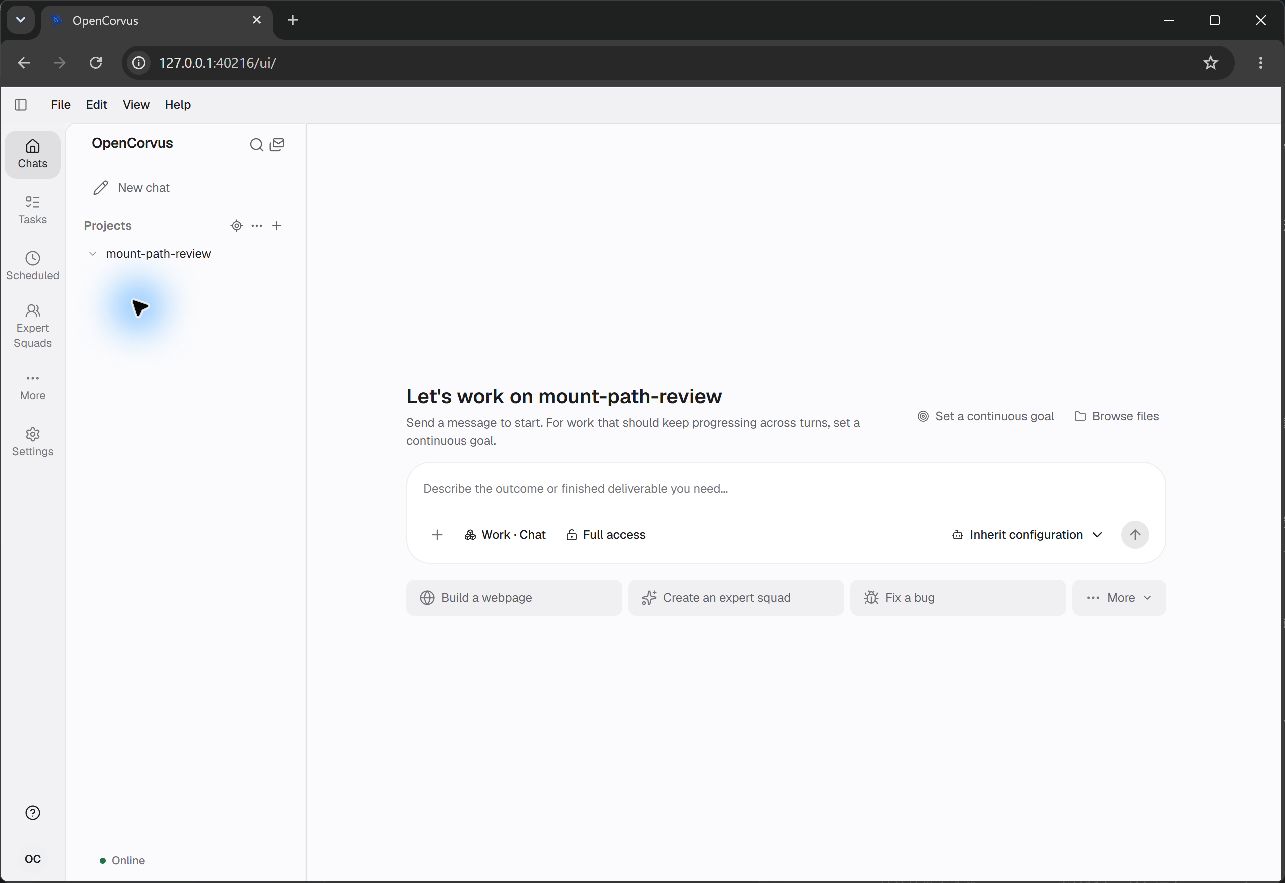 OpenCorvus
127.0.0.1:40216/ui/
File Edit View Help
Chats
Tasks
Scheduled
Expert
Squads
More
Settings
OC
OpenCorvus
New chat
Projects
mount-path-review
Online
Let's work on mount-path-review
Send a message to start. For work that should keep progressing across turns, set a
continuous goal.
Set a continuous goal Browse files
Describe the outcome or finished deliverable you need...
Work · Chat Full access Inherit configuration
Build a webpage Create an expert squad Fix a bug More